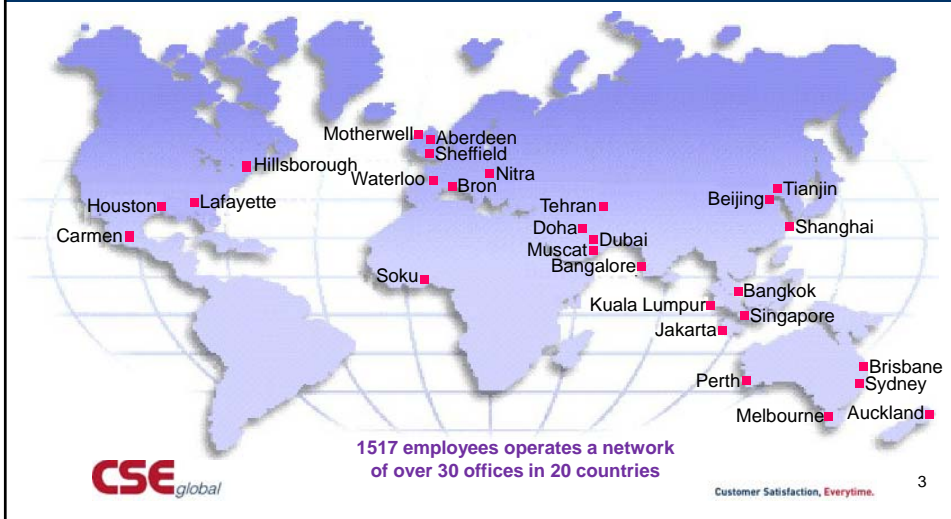 Motherwell
Aberdeen
Sheffield
Hillsborough
Nitra
Waterloo
Bron
Houston
Lafayette
Tehran
Beijing
Tianjin
Carmen
Doha
Shanghai
Dubai
Muscat
Bangalore
Soku
Bangkok
Kuala Lumpur
Singapore
Jakarta
Brisbane
Perth
Sydney
Melbourne
Auckland
1517 employees operates a network
of over 30 offices in 20 countries
CSE global
Customer Satisfaction, Everytime.
3